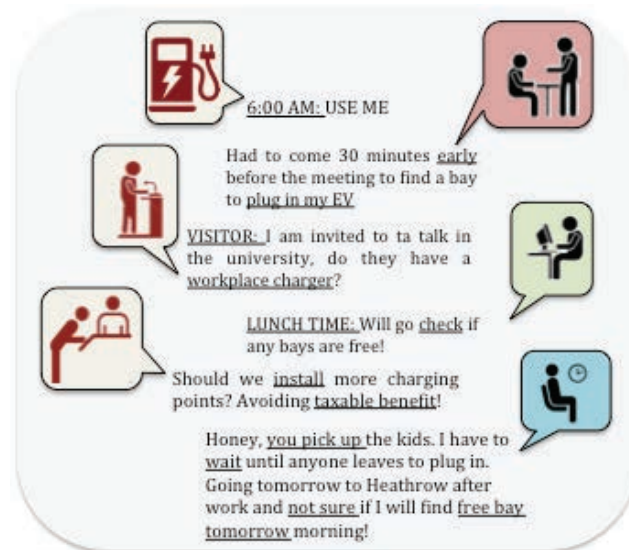 6:00 AM: USE ME
Had to come 30 minutes early
before the meeting to find a bay
to plug in my EV
VISITOR: I am invited to ta talk in
the university, do they have a
workplace charger?
LUNCH TIME: Will go check if
any bays are free!
Should we install more charging
points? Avoiding taxable benefit!
Honey, you pick up the kids. I have to
wait until anyone leaves to plug in.
Going tomorrow to Heathrow after
work and not sure if I will find free bay
tomorrow morning!